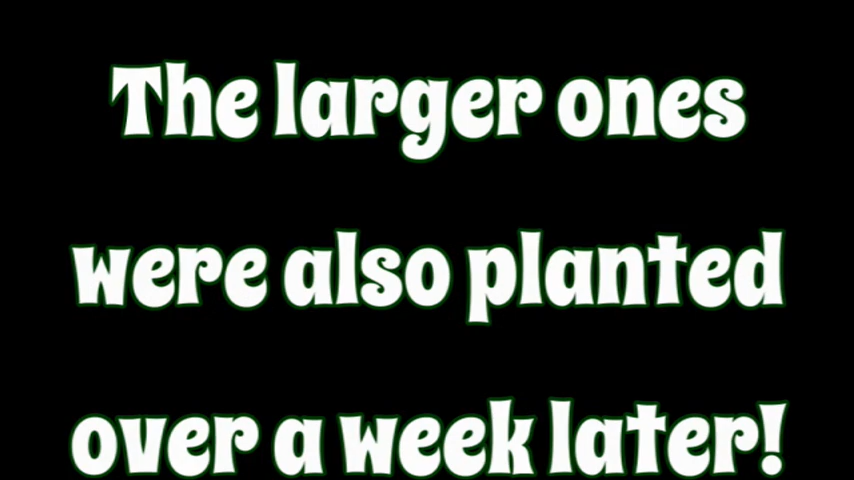 The larger ones
were also planted
over a week later!